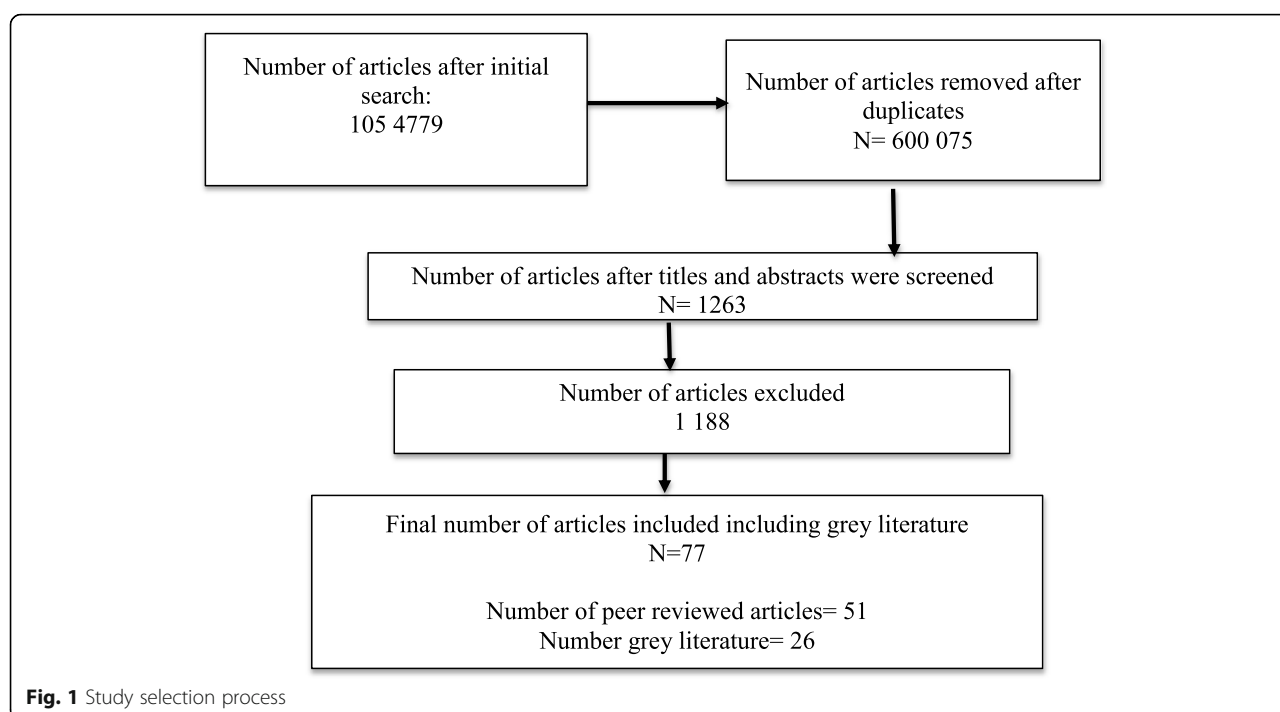 Number of articles after initial
search:
105 4779
Number of articles removed after
duplicates
N= 600 075
Number of articles after titles and abstracts were screened
N= 1263
Number of articles excluded
1 188
Final number of articles included including grey literature
N=77
Number of peer reviewed articles= 51
Number grey literature= 26
Fig. 1 Study selection process